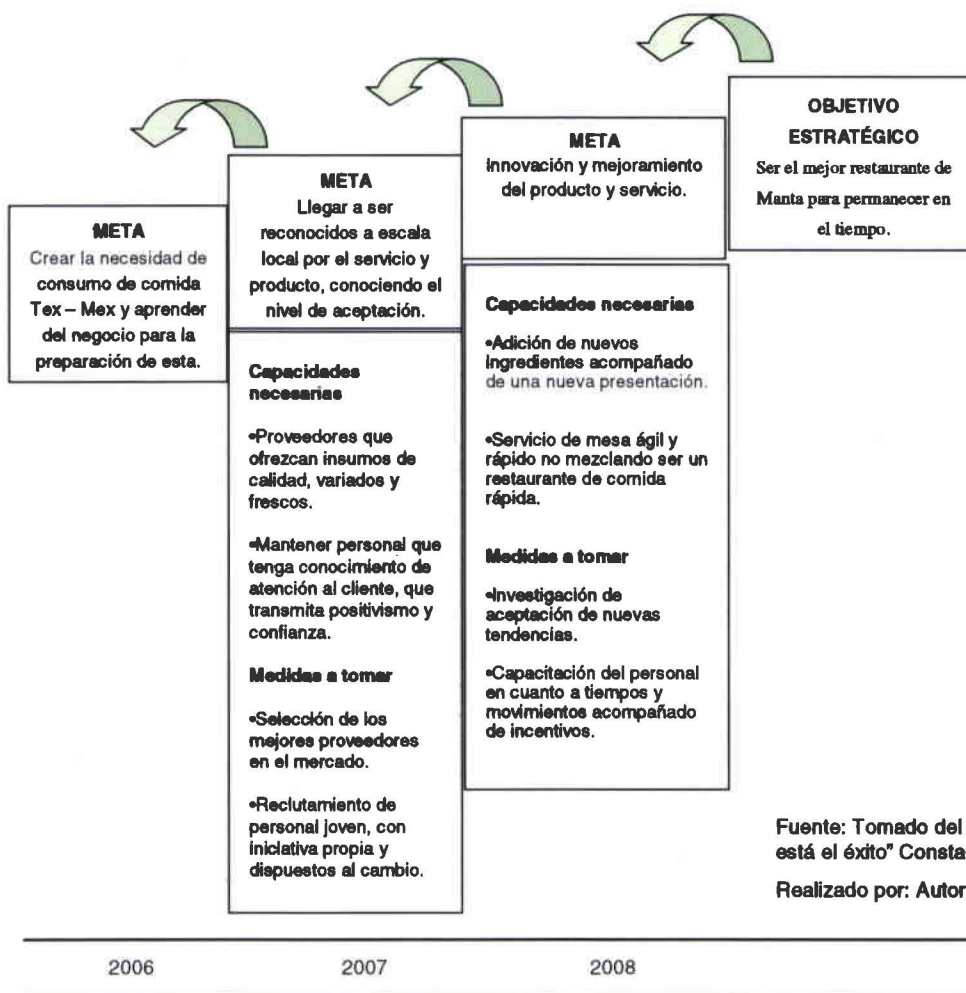 META
Crear la necesidad de
consumo de comida
Tex – Mex y aprender
del negocio para la
preparación de esta.
META
Llegar a ser
reconocidos a escala
local por el servicio y
producto, conociendo el
nivel de aceptación.
Capacidades
necesarias
•Proveedores que
ofrezcan insumos de
calidad, variados y
frescos.
•Mantener personal que
tenga conocimiento de
atención al cliente, que
transmita positivismo y
confianza.
Medidas a tomar
•Selección de los
mejores proveedores
en el mercado.
•Reclutamiento de
personal joven, con
iniciativa propia y
dispuestos al cambio.
META
Innovación y mejoramiento
del producto y servicio.
Capacidades necesarias
•Adición de nuevos
ingredientes acompañado
de una nueva presentación.
•Servicio de mesa ágil y
rápido no mezclando ser un
restaurante de comida
rápida.
Medidas a tomar
•Investigación de
aceptación de nuevas
tendencias.
•Capacitación del personal
en cuanto a tiempos y
movimientos acompañado
de incentivos.
OBJETIVO
ESTRATÉGICO
Ser el mejor restaurante de
Manta para permanecer en
el tiempo.
Fuente: Tomado del
está el éxito" Consta
Realizado por: Autor
2006 2007 2008